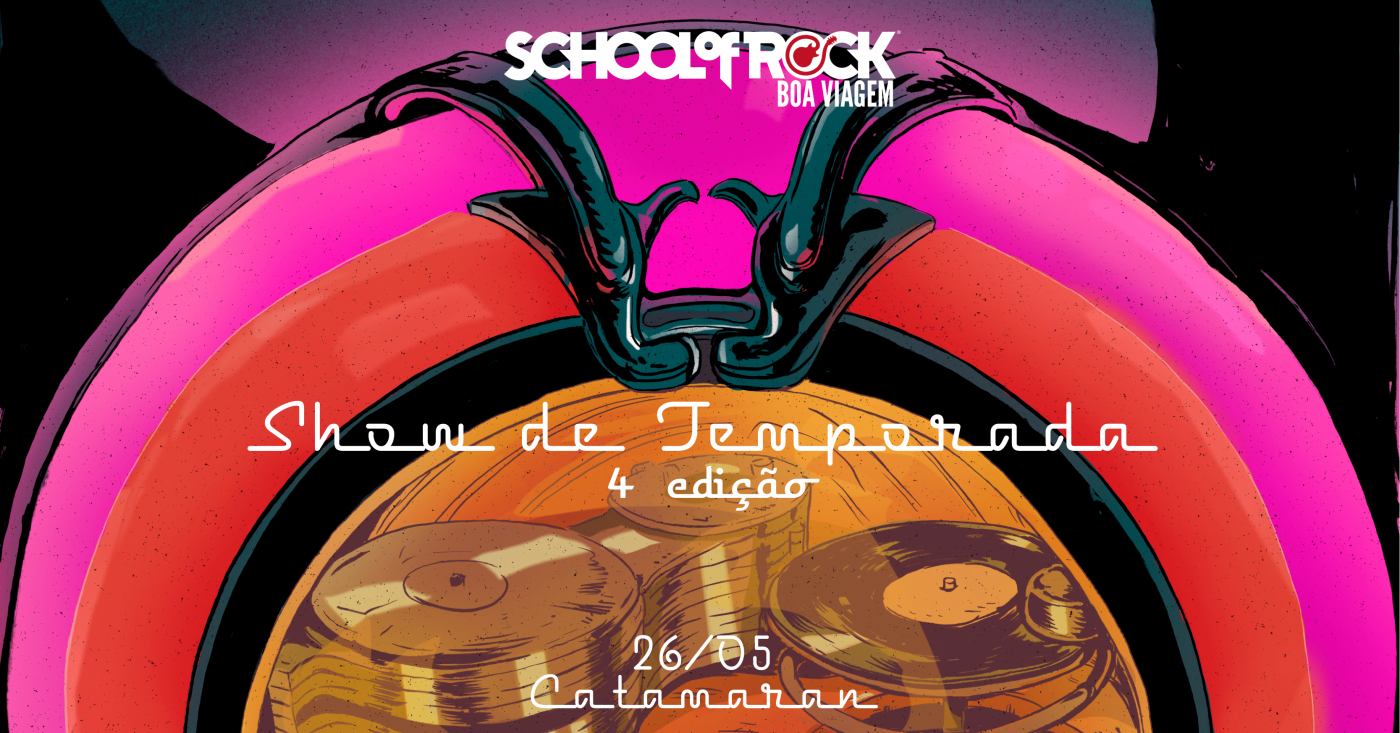 SCHOOL of ROCK
BOA VIAGEM
Show de Temporada
4 edição
26/05
Catamaran